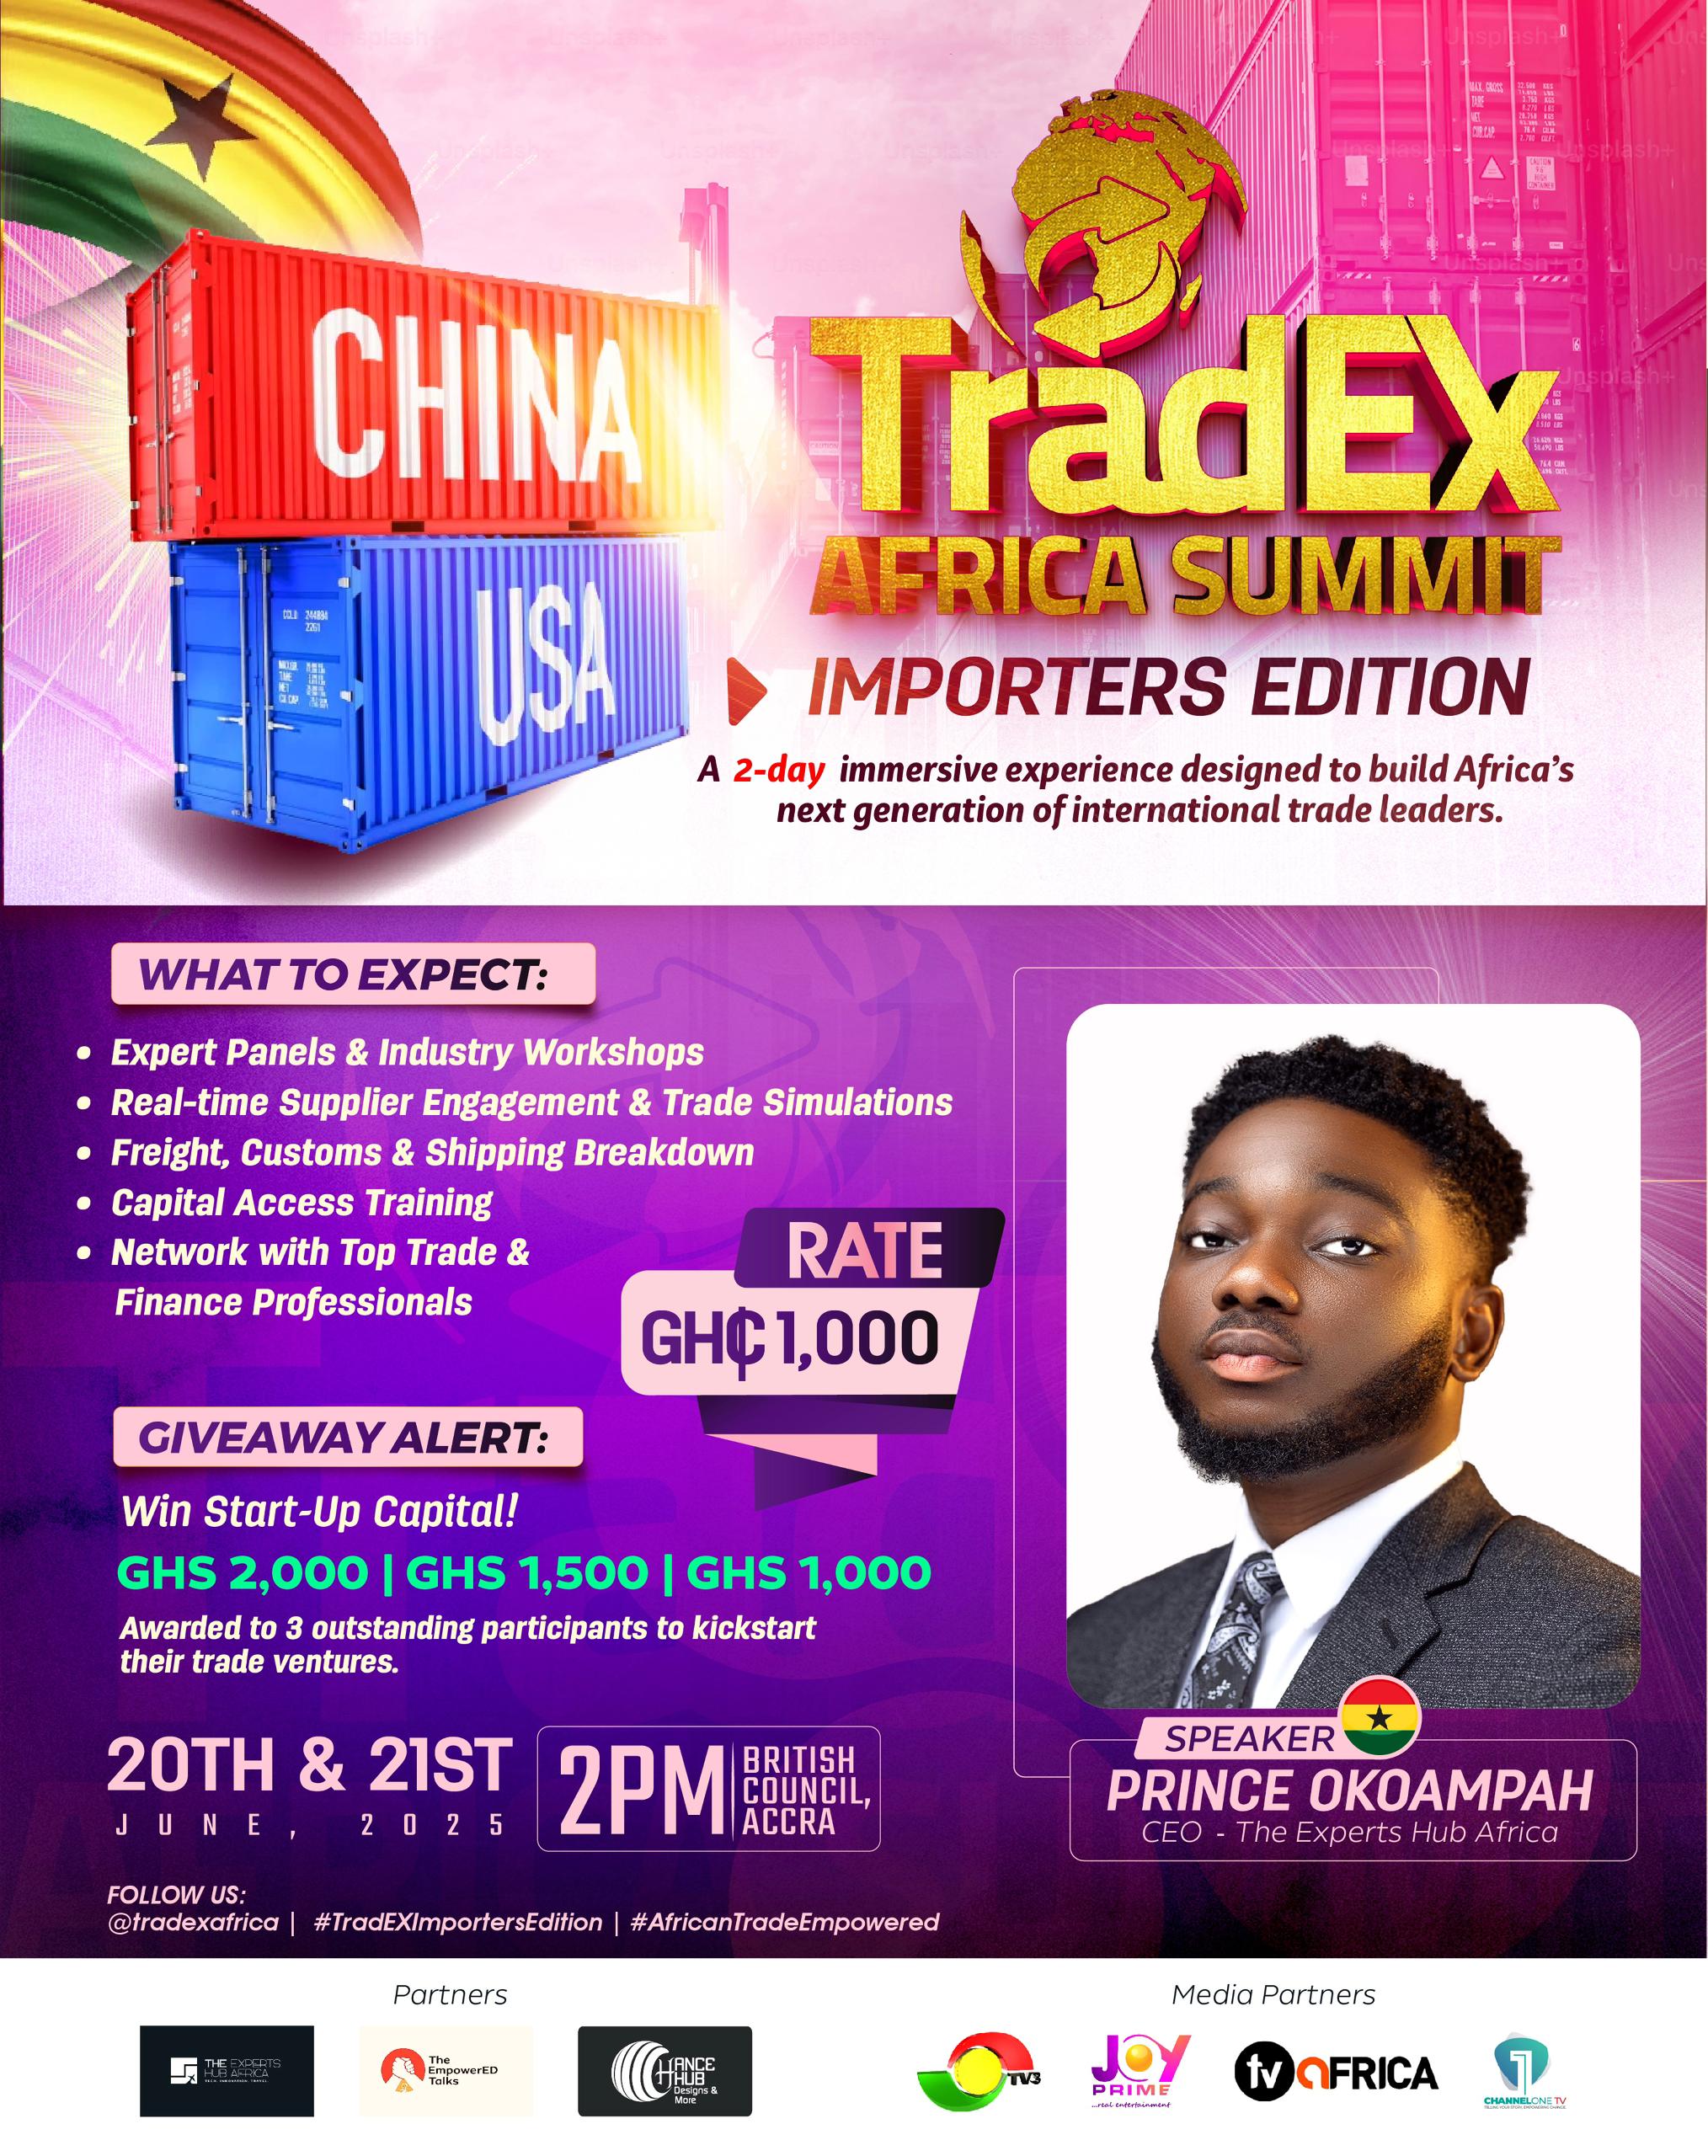 CHINA
USA
TradEx
AFRICA SUMMIT
IMPORTERS EDITION
A 2-day immersive experience designed to build Africa's
next generation of international trade leaders.
WHAT TO EXPECT:
• Expert Panels & Industry Workshops
• Real-time Supplier Engagement & Trade Simulations
• Freight, Customs & Shipping Breakdown
• Capital Access Training
• Network with Top Trade &
Finance Professionals
RATE
GH₵1,000
GIVEAWAY ALERT:
Win Start-Up Capital!
GHS 2,000 | GHS 1,500 | GHS 1,000
Awarded to 3 outstanding participants to kickstart
their trade ventures.
20TH & 21ST
JUNE, 2025
2PM
BRITISH
COUNCIL,
ACCRA
SPEAKER
PRINCE OKOAMPAH
CEO - The Experts Hub Africa
FOLLOW US:
@tradexafrica | #TradEXImportersEdition | #AfricanTradeEmpowered
Partners
THE EXPERTS
HUB AFRICA
The
EmpowerED
Talks
HANCE
HUB
Designs &
More
Media Partners
TV3
JOY
PRIME
...real entertainment
tv AFRICA
1
CHANNELONE TV